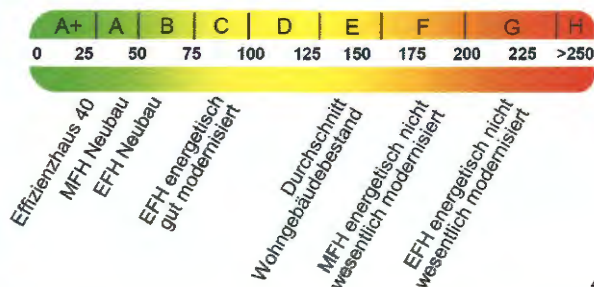 A+ A B C D E F G H
0 25 50 75 100 125 150 175 200 225 >250
Effizienzhaus 40
MFH Neubau
EFH Neubau
EFH energetisch
gut modernisiert
Durchschnitt
Wohngebäudebestand
MFH energetisch nicht
wesentlich modernisiert
EFH energetisch nicht
wesentlich modernisiert